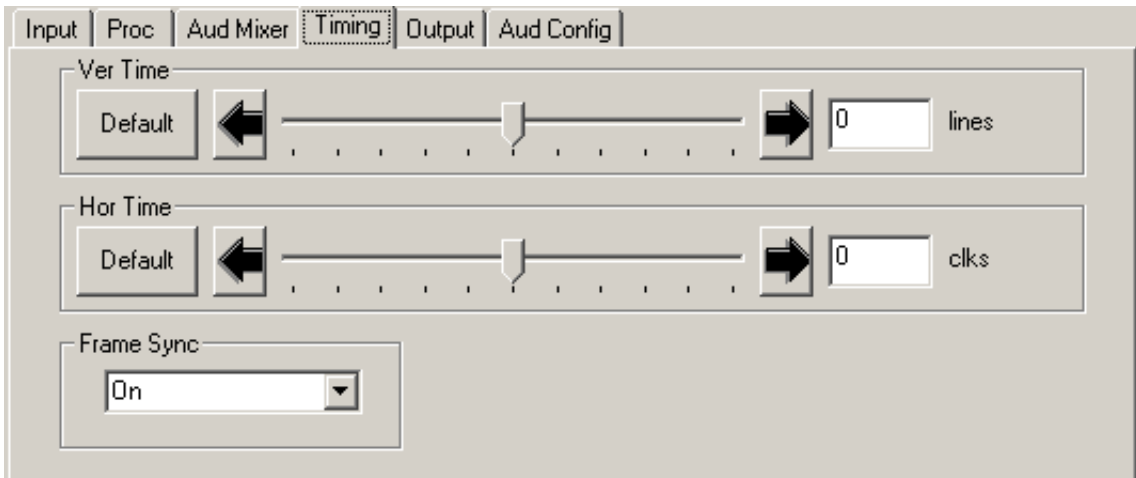 Input Proc Aud Mixer Timing Output Aud Config
Ver Time
Default 0 lines
Hor Time
Default 0 clks
Frame Sync
On